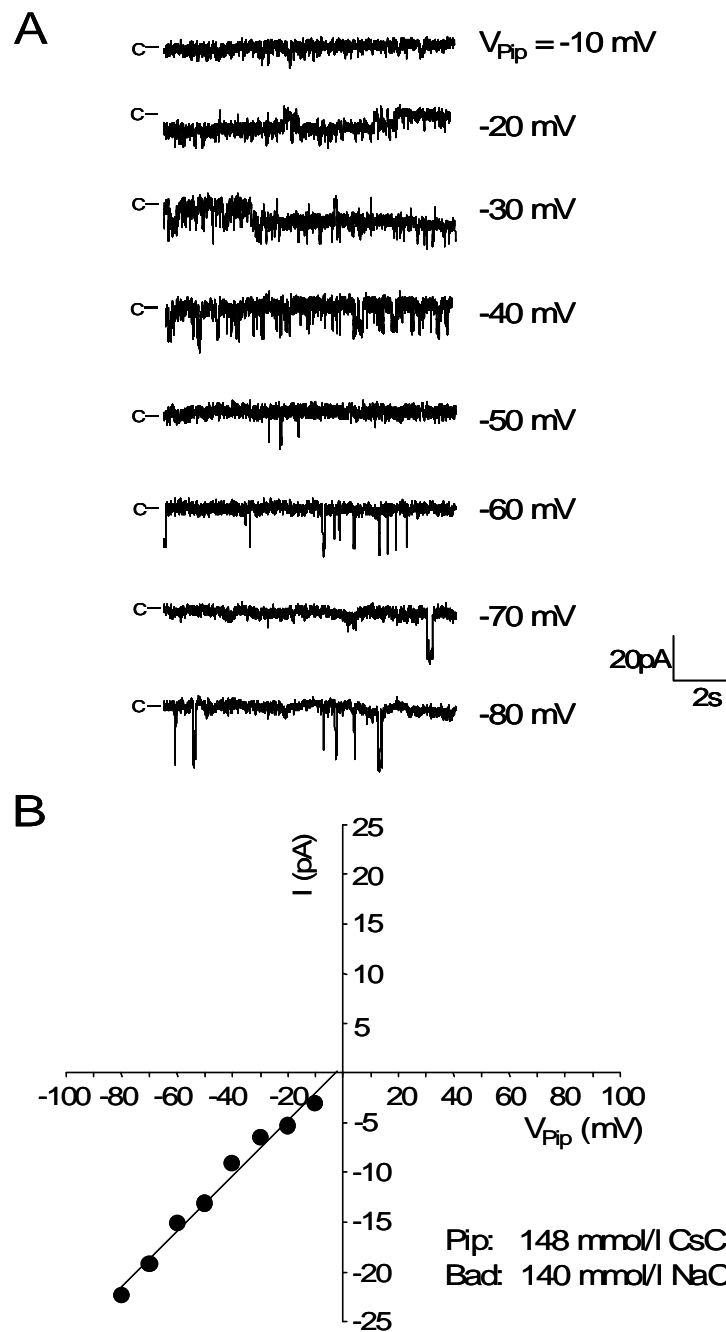 A
c
V_Pip = -10 mV
c
-20 mV
c
-30 mV
c
-40 mV
c
-50 mV
c
-60 mV
c
-70 mV
20pA
2s
c
-80 mV
B
I (pA)
25
20
15
10
5
-100 -80 -60 -40 -20 20 40 60 80 100
V_Pip (mV)
-5
-10
-15
-20
-25
Pip: 148 mmol/l CsC
Bad: 140 mmol/l NaC